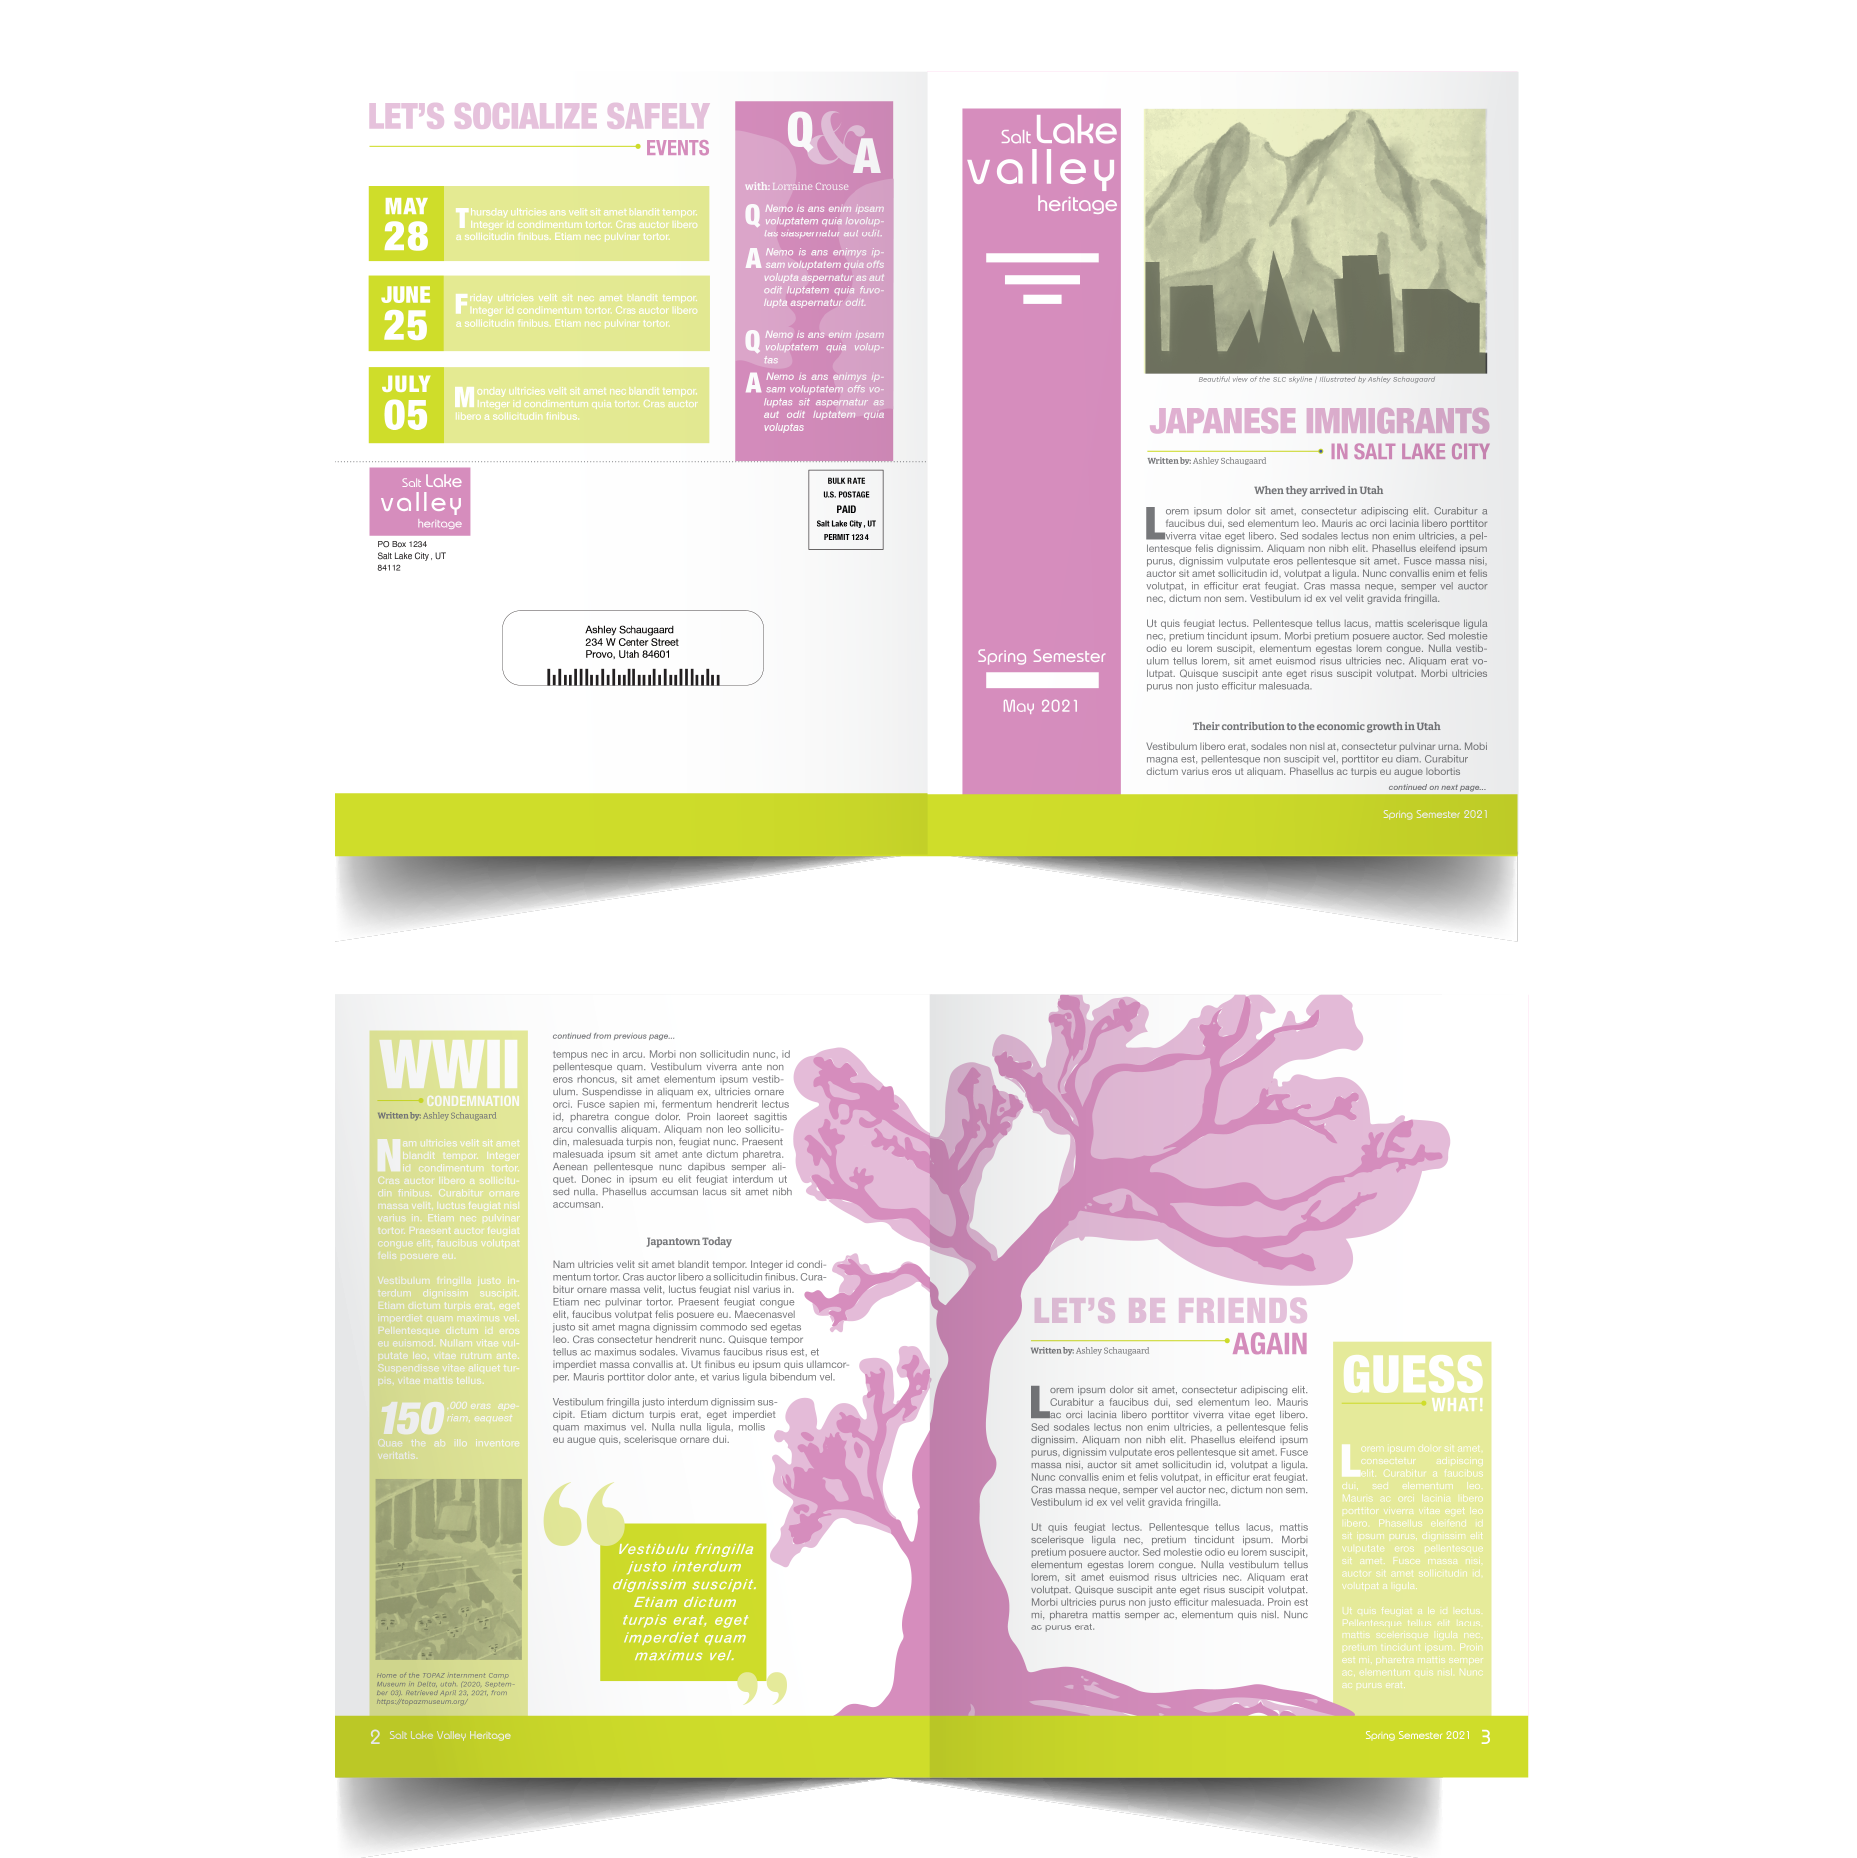 LET'S SOCIALIZE SAFELY
EVENTS
MAY
28
Thursday ultricies ans velit sit amet blandit tempor.
Integer id condimentum tortor. Cras auctor libero
a sollicitudin finibus. Etiam nec pulvinar tortor.
JUNE
25
Friday ultricies velit sit nec amet blandit tempor.
Integer id condimentum tortor. Cras auctor libero
a sollicitudin finibus. Etiam nec pulvinar tortor.
JULY
05
Monday ultricies velit sit amet nec blandit tempor.
Integer id condimentum quia tortor. Cras auctor
libero a sollicitudin finibus.
Q&A
with: Lorraine Crouse
Q Nemo is ans enim ipsam
voluptatem quia lovolup-
tas siaspernatur aut odit.
A Nemo is ans enimys ip-
sam voluptatem quia offs
volupta aspernatur as aut
odit luptatem quia fuvo-
lupta aspernatur odit.
Q Nemo is ans enim ipsam
voluptatem quia volup-
tas
A Nemo is ans enimys ip-
sam voluptatem offs vo-
luptas sit aspernatur as
aut odit luptatem quia
voluptas
Salt Lake
valley
heritage
PO Box 1234
Salt Lake City, UT
84112
BULK RATE
U.S. POSTAGE
PAID
Salt Lake City, UT
PERMIT 1234
Ashley Schaugaard
234 W Center Street
Provo, Utah 84601
Salt Lake
valley
heritage
Spring Semester
May 2021
Beautiful view of the SLC skyline | Illustrated by Ashley Schaugaard
JAPANESE IMMIGRANTS
IN SALT LAKE CITY
Written by: Ashley Schaugaard
When they arrived in Utah
Lorem ipsum dolor sit amet, consectetur adipiscing elit. Curabitur a
faucibus dui, sed elementum leo. Mauris ac orci lacinia libero porttitor
viverra vitae eget libero. Sed sodales lectus non enim ultricies, a pel-
lentesque felis dignissim. Aliquam non nibh elit. Phasellus eleifend ipsum
purus, dignissim vulputate eros pellentesque sit amet. Fusce massa nisi,
auctor sit amet sollicitudin id, volutpat a ligula. Nunc convallis enim et felis
volutpat, in efficitur erat feugiat. Cras massa neque, semper vel auctor
nec, dictum non sem. Vestibulum id ex vel velit gravida fringilla.
Ut quis feugiat lectus. Pellentesque tellus lacus, mattis scelerisque ligula
nec, pretium tincidunt ipsum. Morbi pretium posuere auctor. Sed molestie
odio eu lorem suscipit, elementum egestas lorem congue. Nulla vestib-
ulum tellus lorem, sit amet euismod risus ultricies nec. Aliquam erat vo-
lutpat. Quisque suscipit ante eget risus suscipit volutpat. Morbi ultricies
purus non justo efficitur malesuada.
Their contribution to the economic growth in Utah
Vestibulum libero erat, sodales non nisl at, consectetur pulvinar urna. Mobi
magna est, pellentesque non suscipit vel, porttitor eu diam. Curabitur
dictum varius eros ut aliquam. Phasellus ac turpis eu augue lobortis
continued on next page...
Spring Semester 2021
WWII
CONDEMNATION
Written by: Ashley Schaugaard
Nam ultricies velit sit amet
blandit tempor. Integer
id condimentum tortor.
Cras auctor libero a sollicitu-
din finibus. Curabitur ornare
massa velit, luctus feugiat nisl
varius in. Etiam nec pulvinar
tortor. Praesent auctor feugiat
congue elit, faucibus volutpat
felis posuere eu.
Vestibulum fringilla justo in-
terdum dignissim suscipit.
Etiam dictum turpis erat, eget
imperdiet quam maximus vel.
Pellentesque dictum id eros
eu euismod. Nullam vitae vul-
putate leo, vitae rutrum ante.
Suspendisse vitae aliquet tur-
pis, vitae mattis tellus.
150,000 eras ape-
riam, eaquest
Quae the ab illo inventore
veritatis.
Home of the TOPAZ internment Camp
Museum in Delta, utah. (2020, Septem-
ber 03). Retrieved April 23, 2021, from
https://topazmuseum.org/
continued from previous page...
tempus nec in arcu. Morbi non sollicitudin nunc, id
pellentesque quam. Vestibulum viverra ante non
eros rhoncus, sit amet elementum ipsum vestib-
ulum. Suspendisse in aliquam ex, ultricies ornare
orci. Fusce sapien mi, fermentum hendrerit lectus
id, pharetra congue dolor. Proin laoreet sagittis
arcu convallis aliquam. Aliquam non leo sollicitu-
din, malesuada turpis non, feugiat nunc. Praesent
malesuada ipsum sit amet ante dictum pharetra.
Aenean pellentesque nunc dapibus semper ali-
quet. Donec in ipsum eu elit feugiat interdum ut
sed nulla. Phasellus accumsan lacus sit amet nibh
accumsan.
Japantown Today
Nam ultricies velit sit amet blandit tempor. Integer id condi-
mentum tortor. Cras auctor libero a sollicitudin finibus. Cura-
bitur ornare massa velit, luctus feugiat nisl varius in.
Etiam nec pulvinar tortor. Praesent feugiat congue
elit, faucibus volutpat felis posuere eu. Maecenasvel
justo sit amet magna dignissim commodo sed egetas
leo. Cras consectetur hendrerit nunc. Quisque tempor
tellus ac maximus sodales. Vivamus faucibus risus est, et
imperdiet massa convallis at. Ut finibus eu ipsum quis ullamcor-
per. Mauris porttitor dolor ante, et varius ligula bibendum vel.
Vestibulum fringilla justo interdum dignissim sus-
cipit. Etiam dictum turpis erat, eget imperdiet
quam maximus vel. Nulla nulla ligula, mollis
eu augue quis, scelerisque ornare dui.
“Vestibulu fringilla
justo interdum
dignissim suscipit.
Etiam dictum
turpis erat, eget
imperdiet quam
maximus vel.”
2 Salt Lake Valley Heritage
LET'S BE FRIENDS
AGAIN
Written by: Ashley Schaugaard
Lorem ipsum dolor sit amet, consectetur adipiscing elit.
Curabitur a faucibus dui, sed elementum leo. Mauris
ac orci lacinia libero porttitor viverra vitae eget libero.
Sed sodales lectus non enim ultricies, a pellentesque felis
dignissim. Aliquam non nibh elit. Phasellus eleifend ipsum
purus, dignissim vulputate eros pellentesque sit amet. Fusce
massa nisi, auctor sit amet sollicitudin id, volutpat a ligula.
Nunc convallis enim et felis volutpat, in efficitur erat feugiat.
Cras massa neque, semper vel auctor nec, dictum non sem.
Vestibulum id ex vel velit gravida fringilla.
Ut quis feugiat lectus. Pellentesque tellus lacus, mattis
scelerisque ligula nec, pretium tincidunt ipsum. Morbi
pretium posuere auctor. Sed molestie odio eu lorem suscipit,
elementum egestas lorem congue. Nulla vestibulum tellus
lorem, sit amet euismod risus ultricies nec. Aliquam erat
volutpat. Quisque suscipit ante eget risus suscipit volutpat.
Morbi ultricies purus non justo efficitur malesuada. Proin est
mi, pharetra mattis semper ac, elementum quis nisl. Nunc
ac purus erat.
GUESS
WHAT!
Lorem ipsum dolor sit amet,
consectetur adipiscing
elit. Curabitur a faucibus
dui, sed elementum leo.
Mauris ac orci lacinia libero
porttitor viverra vitae eget leo
libero. Phasellus eleifend id
sit ipsum purus, dignissim elit
vulputate eros pellentesque
sit amet. Fusce massa nisi,
auctor sit amet sollicitudin id,
volutpat a ligula.
Ut quis feugiat a le id lectus.
Pellentesque tellus elit lacus,
mattis scelerisque ligula nec,
pretium tincidunt ipsum. Proin
est mi, pharetra mattis semper
ac, elementum quis nisl. Nunc
ac purus erat.
Spring Semester 2021 3